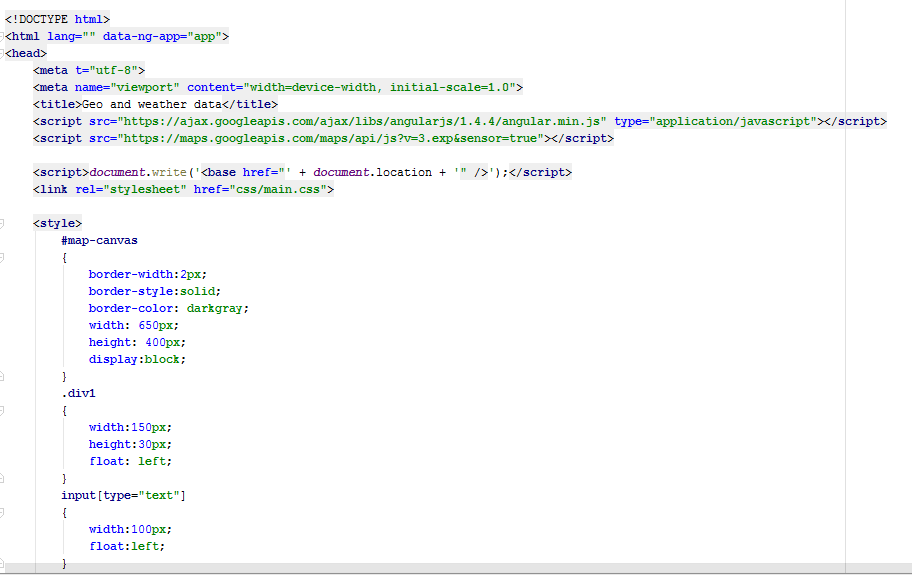 <!DOCTYPE html>
<html lang="" data-ng-app="app">
<head>
    <meta t="utf-8">
    <meta name="viewport" content="width=device-width, initial-scale=1.0">
    <title>Geo and weather data</title>
    <script src="https://ajax.googleapis.com/ajax/libs/angularjs/1.4.4/angular.min.js" type="application/javascript"></script>
    <script src="https://maps.googleapis.com/maps/api/js?v=3.exp&sensor=true"></script>

    <script>document.write('<base href="' + document.location + '" />');</script>
    <link rel="stylesheet" href="css/main.css">

    <style>
        #map-canvas
        {
            border-width:2px;
            border-style:solid;
            border-color: darkgray;
            width: 650px;
            height: 400px;
            display:block;
        }
        .div1
        {
            width:150px;
            height:30px;
            float: left;
        }
        input[type="text"]
        {
            width:100px;
            float:left;
        }